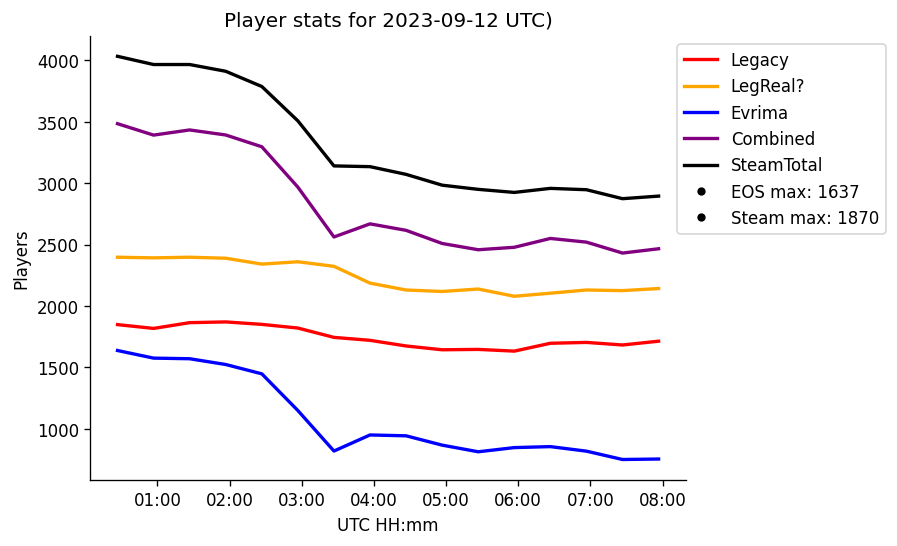 Player stats for 2023-09-12 UTC)
4000
3500
3000
2500
2000
1500
1000
Players
01:00 02:00 03:00 04:00 05:00 06:00 07:00 08:00
UTC HH:mm
Legacy
LegReal?
Evrima
Combined
SteamTotal
EOS max: 1637
Steam max: 1870